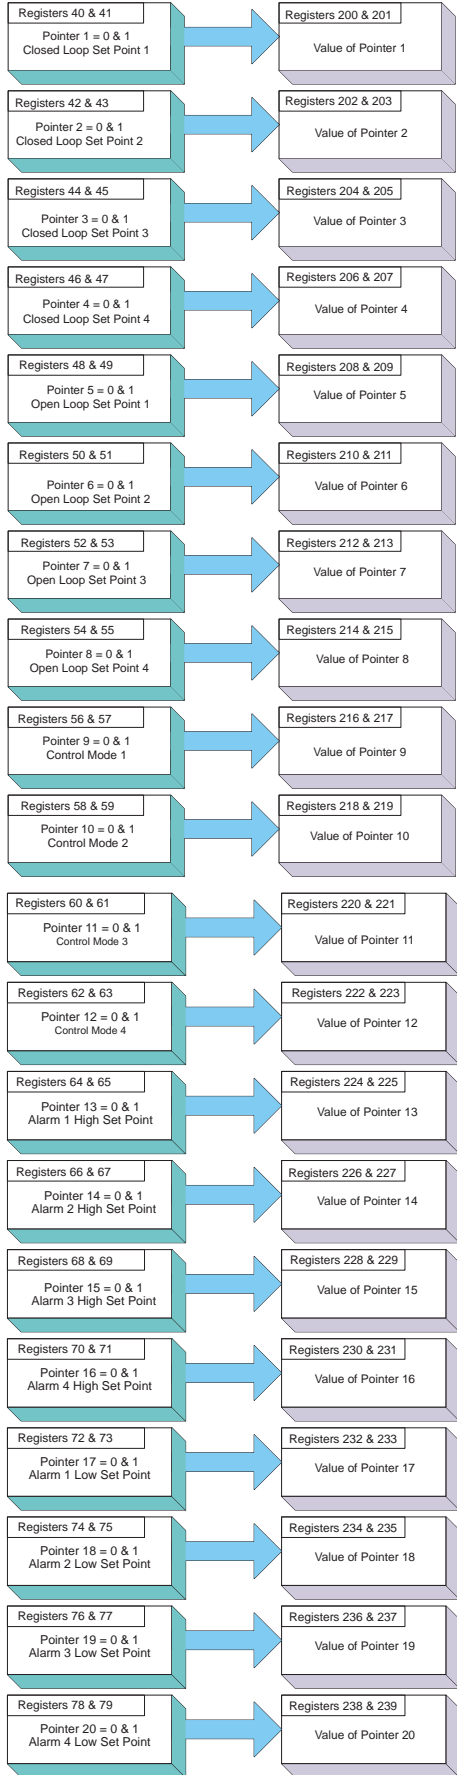 Registers 40 & 41
Pointer 1 = 0 & 1
Closed Loop Set Point 1
Registers 200 & 201
Value of Pointer 1
Registers 42 & 43
Pointer 2 = 0 & 1
Closed Loop Set Point 2
Registers 202 & 203
Value of Pointer 2
Registers 44 & 45
Pointer 3 = 0 & 1
Closed Loop Set Point 3
Registers 204 & 205
Value of Pointer 3
Registers 46 & 47
Pointer 4 = 0 & 1
Closed Loop Set Point 4
Registers 206 & 207
Value of Pointer 4
Registers 48 & 49
Pointer 5 = 0 & 1
Open Loop Set Point 1
Registers 208 & 209
Value of Pointer 5
Registers 50 & 51
Pointer 6 = 0 & 1
Open Loop Set Point 2
Registers 210 & 211
Value of Pointer 6
Registers 52 & 53
Pointer 7 = 0 & 1
Open Loop Set Point 3
Registers 212 & 213
Value of Pointer 7
Registers 54 & 55
Pointer 8 = 0 & 1
Open Loop Set Point 4
Registers 214 & 215
Value of Pointer 8
Registers 56 & 57
Pointer 9 = 0 & 1
Control Mode 1
Registers 216 & 217
Value of Pointer 9
Registers 58 & 59
Pointer 10 = 0 & 1
Control Mode 2
Registers 218 & 219
Value of Pointer 10
Registers 60 & 61
Pointer 11 = 0 & 1
Control Mode 3
Registers 220 & 221
Value of Pointer 11
Registers 62 & 63
Pointer 12 = 0 & 1
Control Mode 4
Registers 222 & 223
Value of Pointer 12
Registers 64 & 65
Pointer 13 = 0 & 1
Alarm 1 High Set Point
Registers 224 & 225
Value of Pointer 13
Registers 66 & 67
Pointer 14 = 0 & 1
Alarm 2 High Set Point
Registers 226 & 227
Value of Pointer 14
Registers 68 & 69
Pointer 15 = 0 & 1
Alarm 3 High Set Point
Registers 228 & 229
Value of Pointer 15
Registers 70 & 71
Pointer 16 = 0 & 1
Alarm 4 High Set Point
Registers 230 & 231
Value of Pointer 16
Registers 72 & 73
Pointer 17 = 0 & 1
Alarm 1 Low Set Point
Registers 232 & 233
Value of Pointer 17
Registers 74 & 75
Pointer 18 = 0 & 1
Alarm 2 Low Set Point
Registers 234 & 235
Value of Pointer 18
Registers 76 & 77
Pointer 19 = 0 & 1
Alarm 3 Low Set Point
Registers 236 & 237
Value of Pointer 19
Registers 78 & 79
Pointer 20 = 0 & 1
Alarm 4 Low Set Point
Registers 238 & 239
Value of Pointer 20